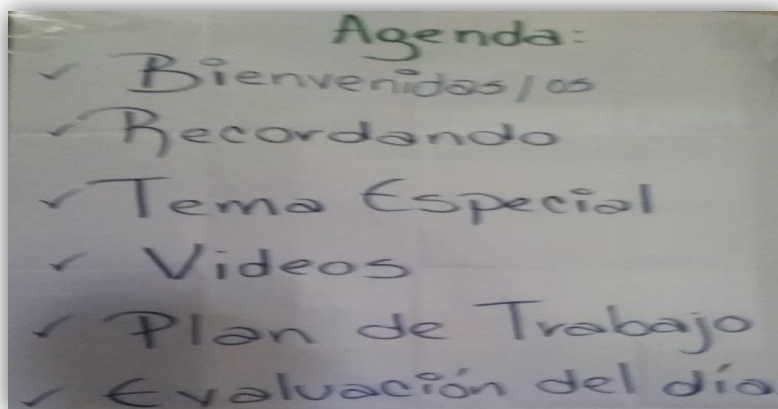 Agenda:
✓ Bienvenidas/os
✓ Recordando
✓ Tema Especial
✓ Videos
✓ Plan de Trabajo
✓ Evaluación del día